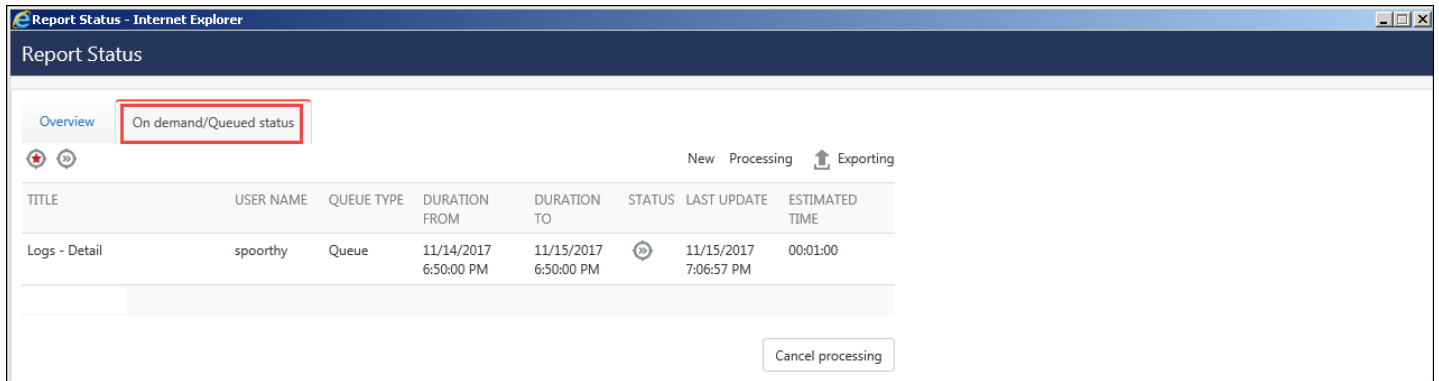 Report Status - Internet Explorer
Report Status
Overview On demand/Queued status
New Processing Exporting
TITLE USER NAME QUEUE TYPE DURATION FROM DURATION TO STATUS LAST UPDATE ESTIMATED TIME
Logs - Detail spoorthy Queue 11/14/2017 6:50:00 PM 11/15/2017 6:50:00 PM 11/15/2017 7:06:57 PM 00:01:00
Cancel processing